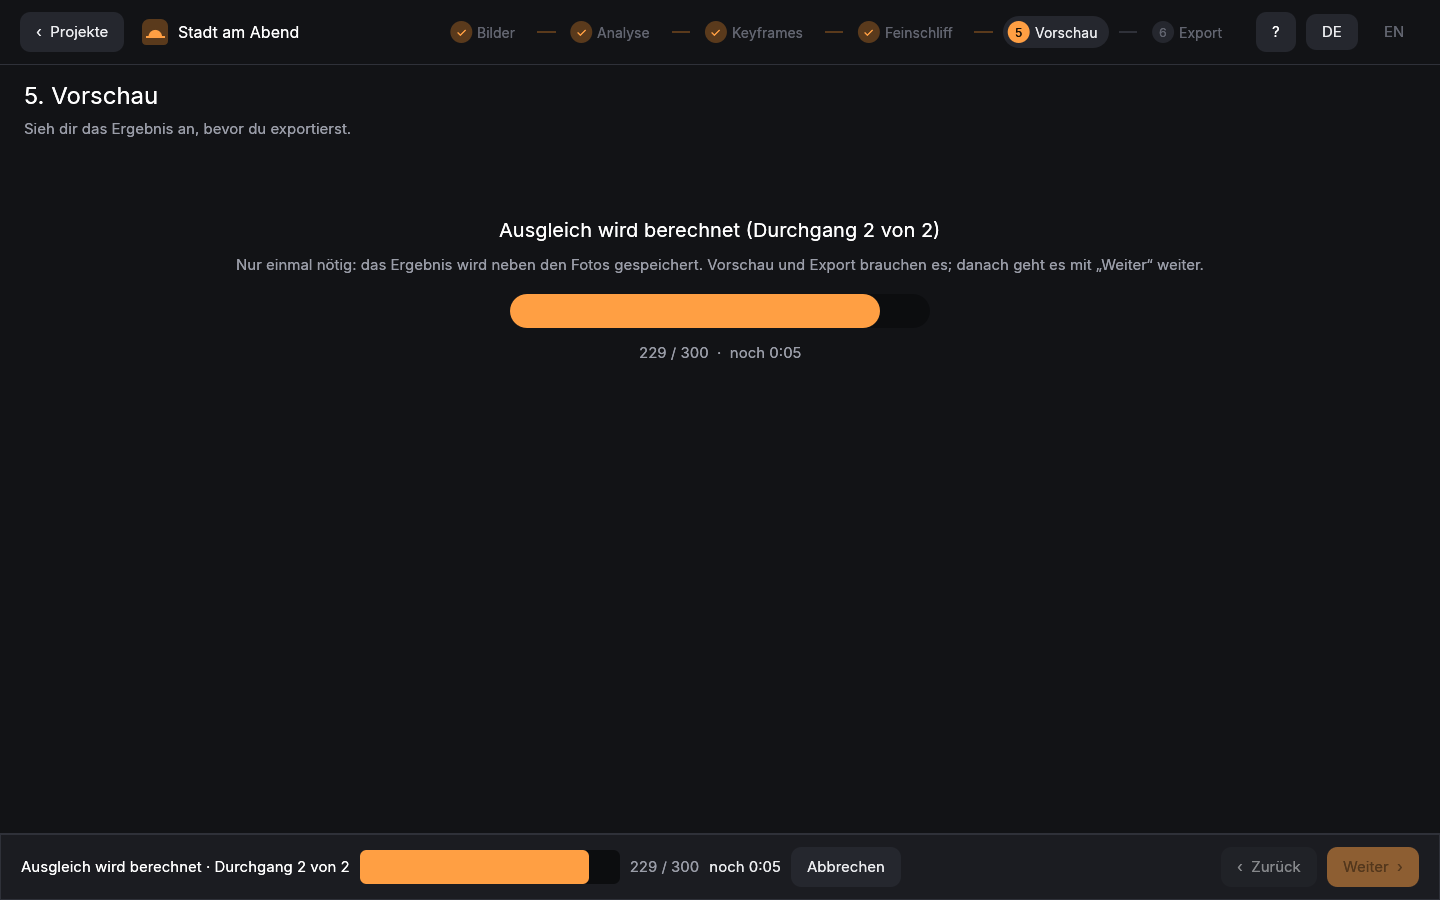 ‹ Projekte
Stadt am Abend
Bilder
Analyse
Keyframes
Feinschliff
5 Vorschau
6 Export
?
DE
EN
5. Vorschau
Sieh dir das Ergebnis an, bevor du exportierst.
Ausgleich wird berechnet (Durchgang 2 von 2)
Nur einmal nötig: das Ergebnis wird neben den Fotos gespeichert. Vorschau und Export brauchen es; danach geht es mit „Weiter“ weiter.
229 / 300 · noch 0:05
Ausgleich wird berechnet · Durchgang 2 von 2
229 / 300 noch 0:05
Abbrechen
‹ Zurück
Weiter ›